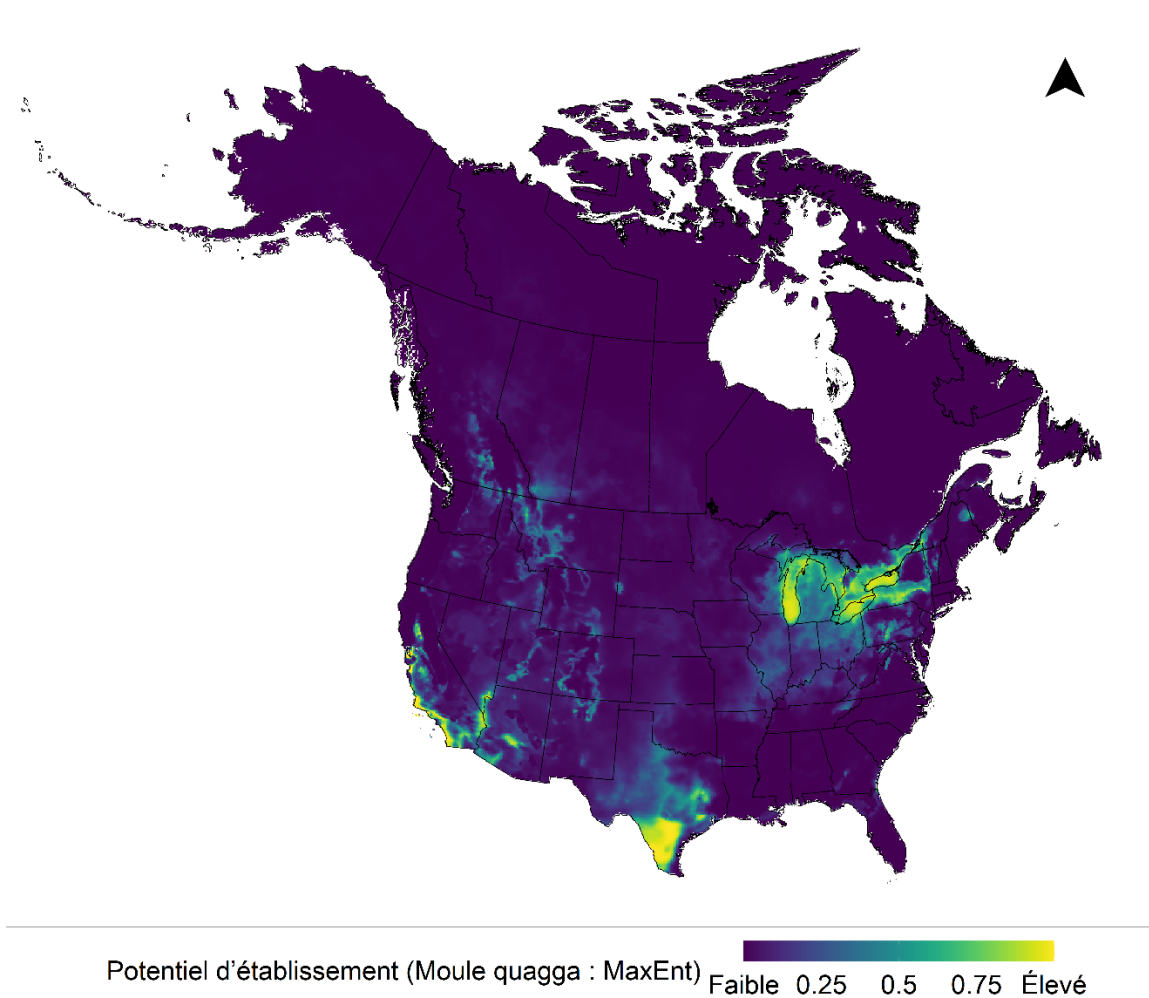 Potentiel d’établissement (Moule quagga : MaxEnt)
Faible 0.25 0.5 0.75 Élevé